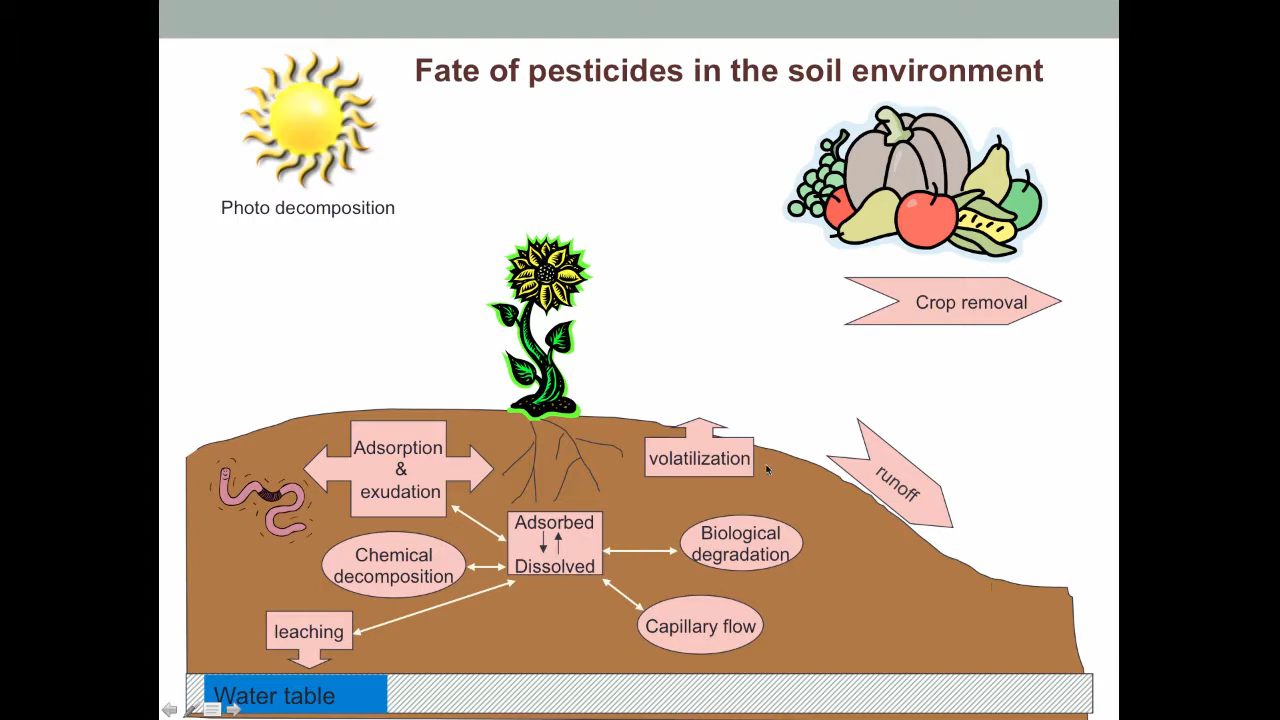 Fate of pesticides in the soil environment
Photo decomposition
Crop removal
Adsorption
&
exudation
volatilization
runoff
Adsorbed
Dissolved
Biological
degradation
Chemical
decomposition
Capillary flow
leaching
Water table